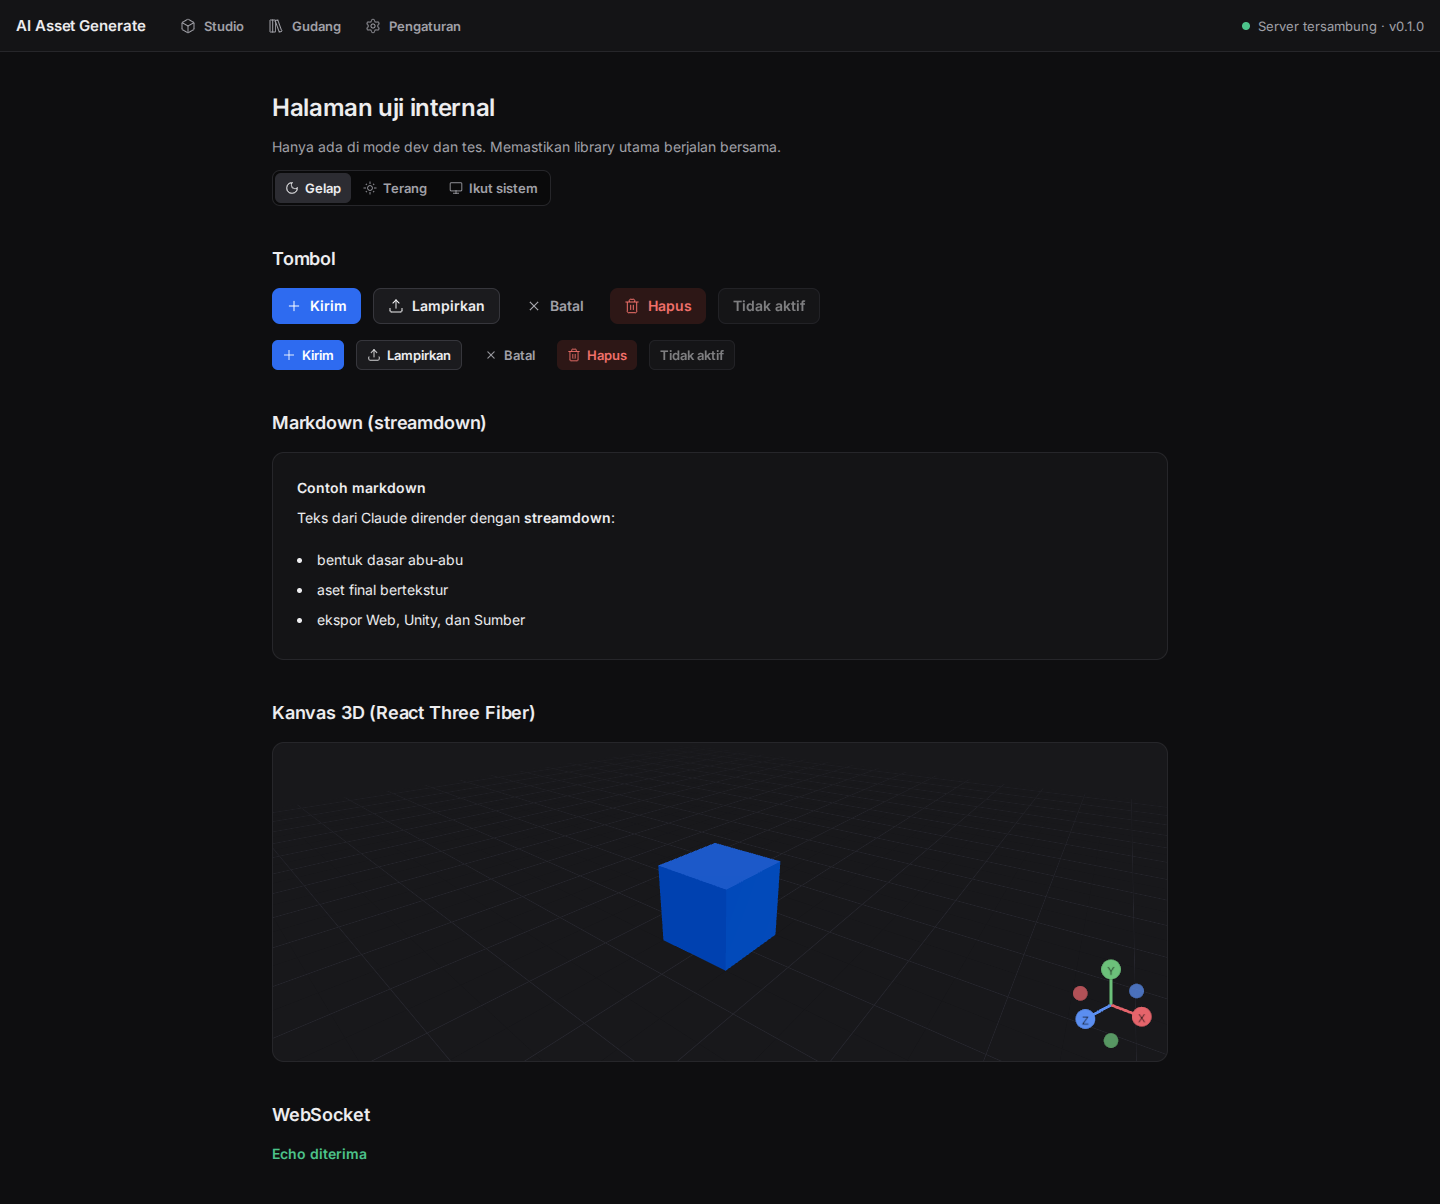 AI Asset Generate
Studio
Gudang
Pengaturan
Server tersambung · v0.1.0
Halaman uji internal
Hanya ada di mode dev dan tes. Memastikan library utama berjalan bersama.
Gelap
Terang
Ikut sistem
Tombol
Kirim
Lampirkan
Batal
Hapus
Tidak aktif
Kirim
Lampirkan
Batal
Hapus
Tidak aktif
Markdown (streamdown)
Contoh markdown
Teks dari Claude dirender dengan streamdown:
bentuk dasar abu-abu
aset final bertekstur
ekspor Web, Unity, dan Sumber
Kanvas 3D (React Three Fiber)
Y
Z
X
WebSocket
Echo diterima